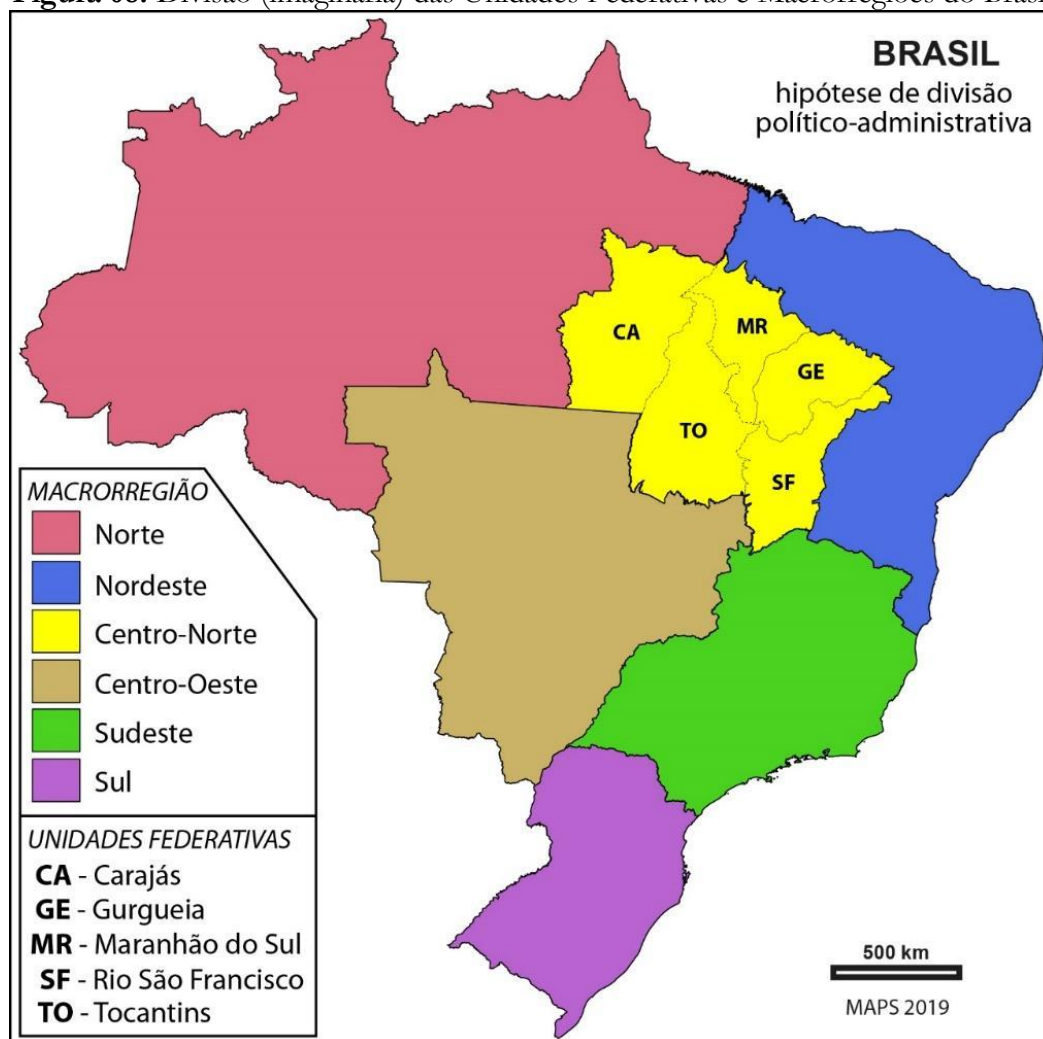 Figura 08: Divisão (imaginária) das Unidades Federativas e Macrorregiões do Brasil
BRASIL
hipótese de divisão
político-administrativa
CA
MR
GE
TO
SF
MACRORREGIÃO
Norte
Nordeste
Centro-Norte
Centro-Oeste
Sudeste
Sul
UNIDADES FEDERATIVAS
CA - Carajás
GE - Gurgueia
MR - Maranhão do Sul
SF - Rio São Francisco
TO - Tocantins
500 km
MAPS 2019